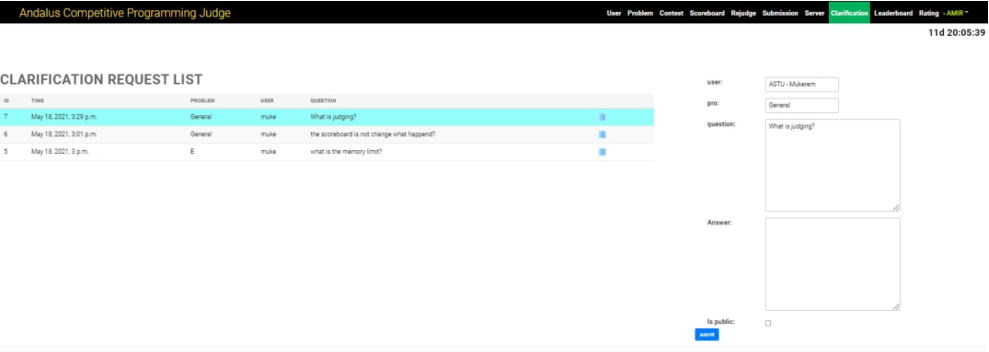 Andalus Competitive Programming Judge
User Problem Contest Scoreboard Rejudge Submission Server Clarification Leaderboard Rating AMIR
11d 20:05:39
CLARIFICATION REQUEST LIST
ID TIME PROBLEM USER QUESTION
7 May 18, 2021, 3:29 p.m. General muke What is judging?
6 May 18, 2021, 3:01 p.m. General muke the scoreboard is not change what happend?
5 May 18, 2021, 3 p.m. E muke what is the memory limit?
user: ASTU - Mukerem
pro: General
question: What is judging?
Answer:
Is public:
submit